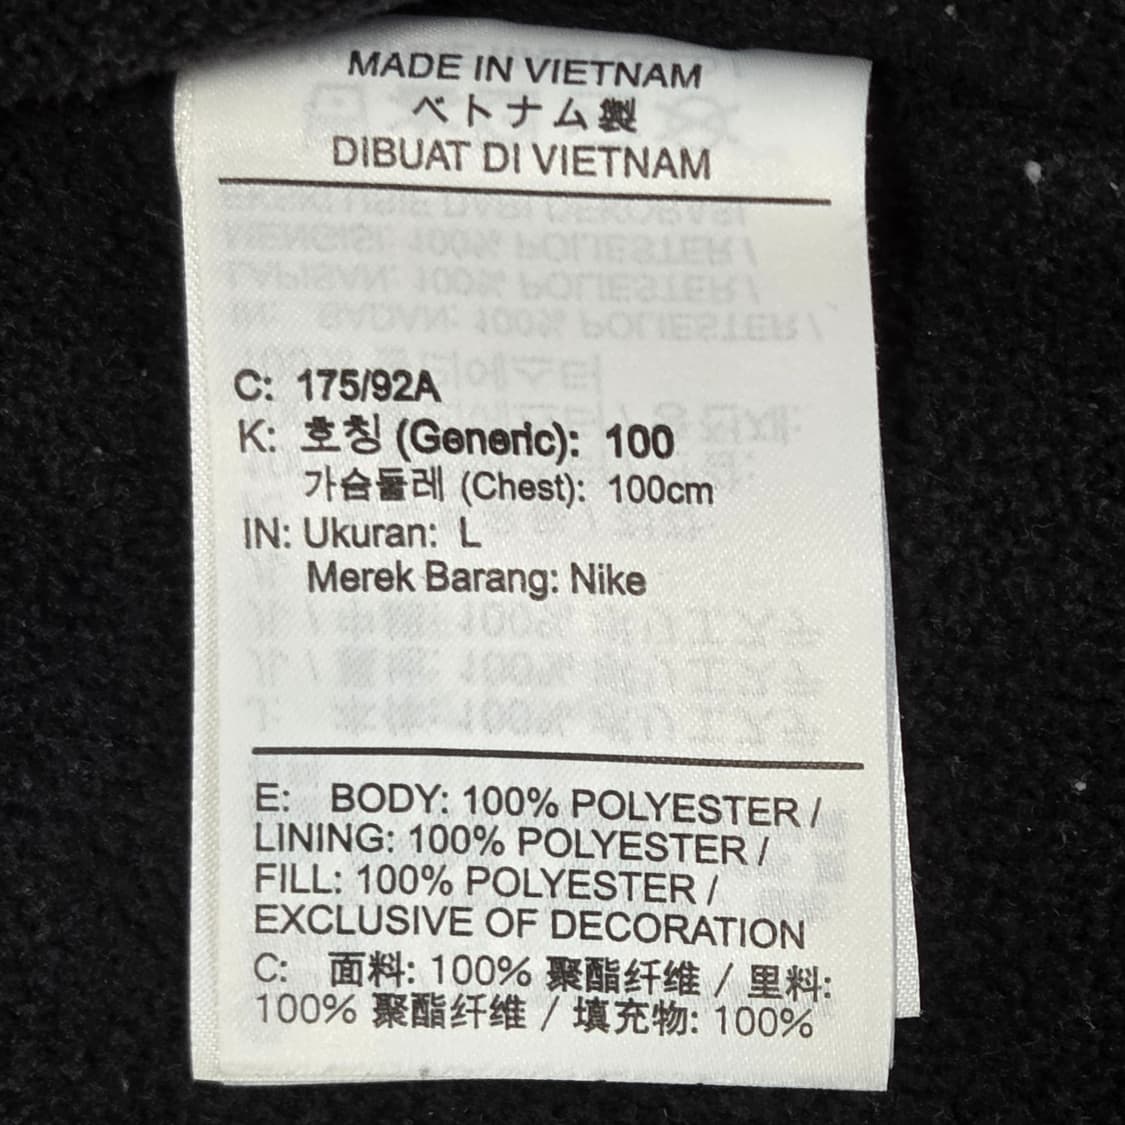 MADE IN VIETNAM
ベトナム製
DIBUAT DI VIETNAM
C: 175/92A
K: 호칭 (Generic): 100
가슴둘레 (Chest): 100cm
IN: Ukuran: L
Merek Barang: Nike
E: BODY: 100% POLYESTER /
LINING: 100% POLYESTER /
FILL: 100% POLYESTER /
EXCLUSIVE OF DECORATION
C: 面料: 100% 聚酯纤维 / 里料:
100% 聚酯纤维 / 填充物: 100%